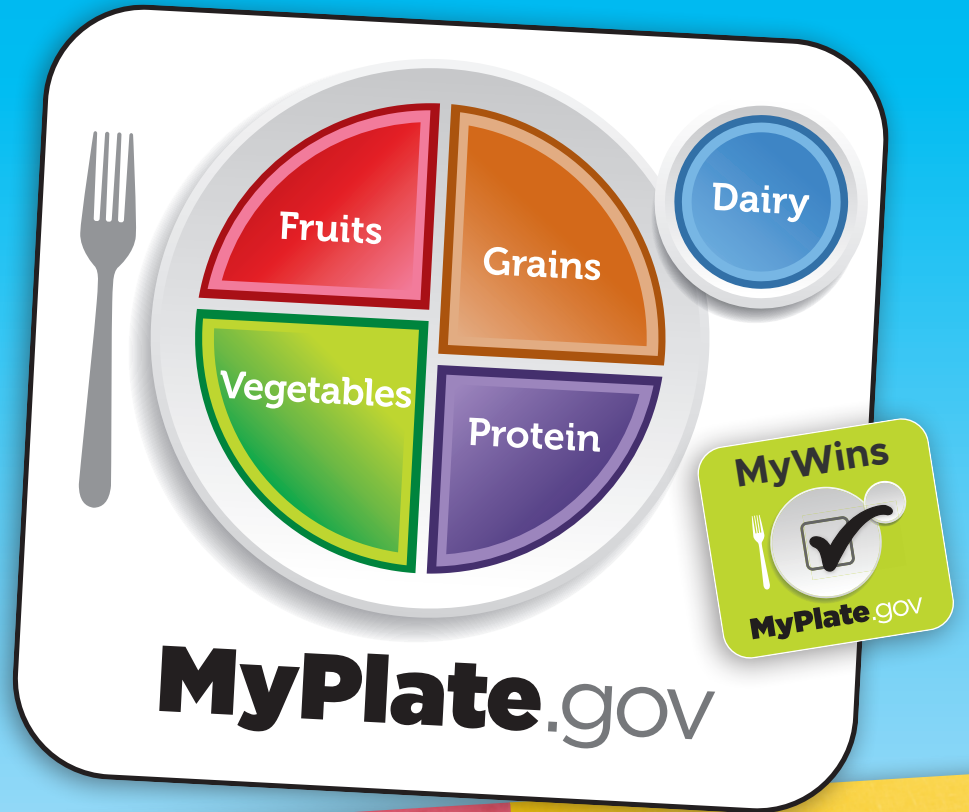 Fruits
Grains
Dairy
Vegetables
Protein
MyPlate.gov
MyWins
MyPlate.gov